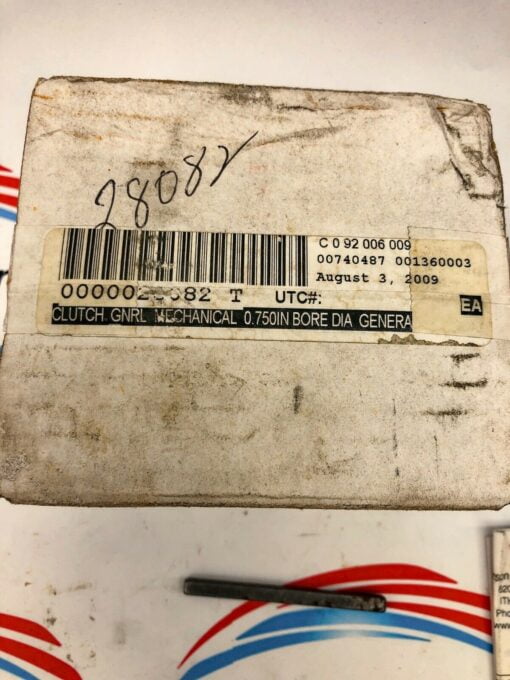 28082
C 0 92 006 009
00740487 001360003
August 3, 2009
0000028082 T UTC#:
EA
CLUTCH GNRL MECHANICAL 0.750IN BORE DIA GENERA